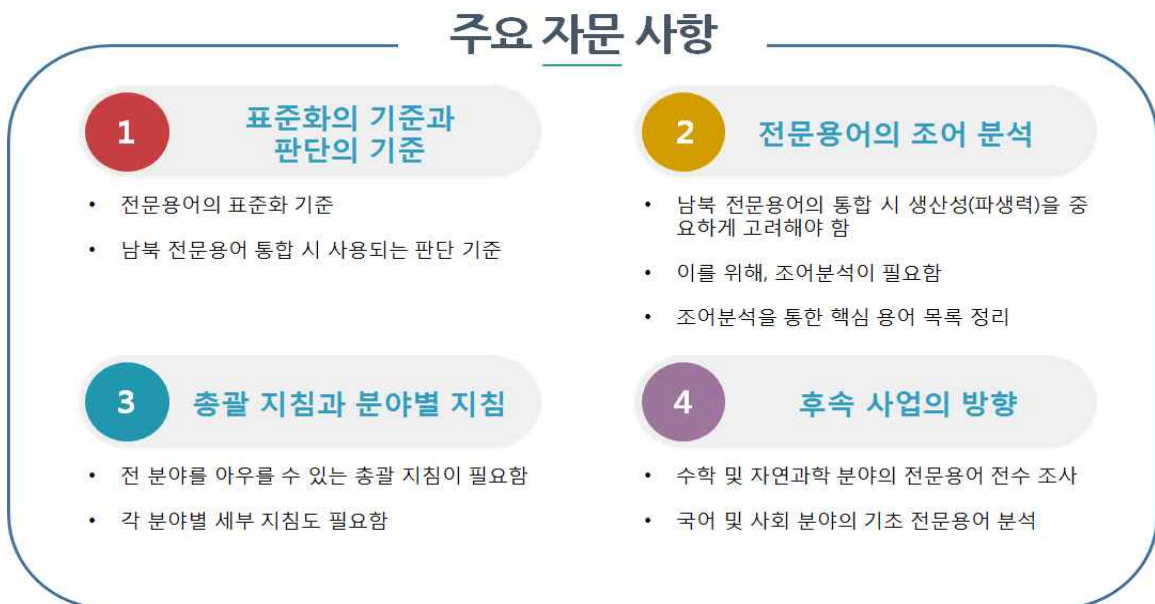 주요 자문 사항
1
표준화의 기준과
판단의 기준
• 전문용어의 표준화 기준
• 남북 전문용어 통합 시 사용되는 판단 기준
2
전문용어의 조어 분석
• 남북 전문용어의 통합 시 생산성(파생력)을 중
요하게 고려해야 함
• 이를 위해, 조어분석이 필요함
• 조어분석을 통한 핵심 용어 목록 정리
3
총괄 지침과 분야별 지침
• 전 분야를 아우를 수 있는 총괄 지침이 필요함
• 각 분야별 세부 지침도 필요함
4
후속 사업의 방향
• 수학 및 자연과학 분야의 전문용어 전수 조사
• 국어 및 사회 분야의 기초 전문용어 분석